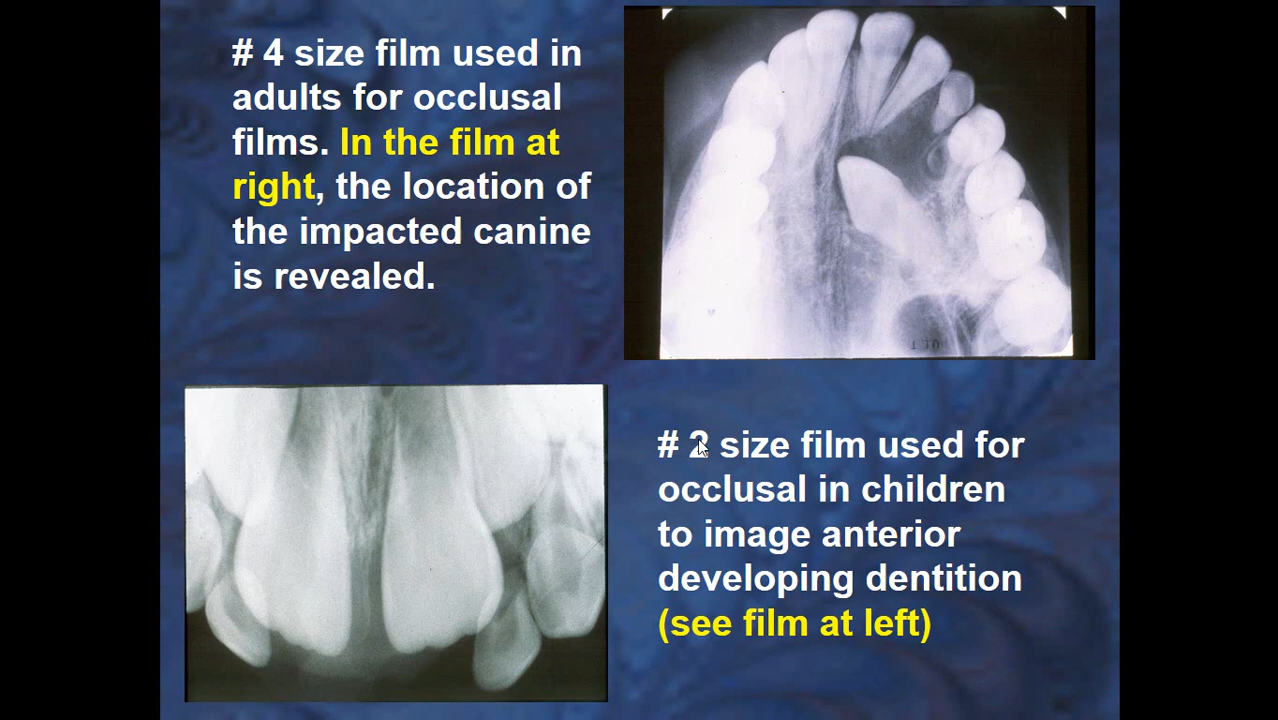 # 4 size film used in
adults for occlusal
films. In the film at
right, the location of
the impacted canine
is revealed.
# 2 size film used for
occlusal in children
to image anterior
developing dentition
(see film at left)